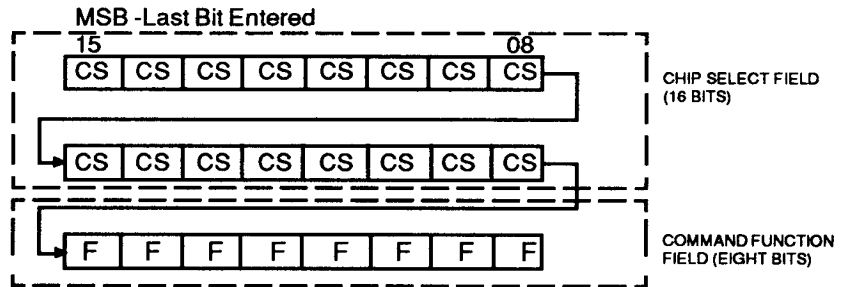 MSB -Last Bit Entered
15 08
CS CS CS CS CS CS CS CS
CHIP SELECT FIELD
(16 BITS)
CS CS CS CS CS CS CS CS
F F F F F F F F
COMMAND FUNCTION
FIELD (EIGHT BITS)